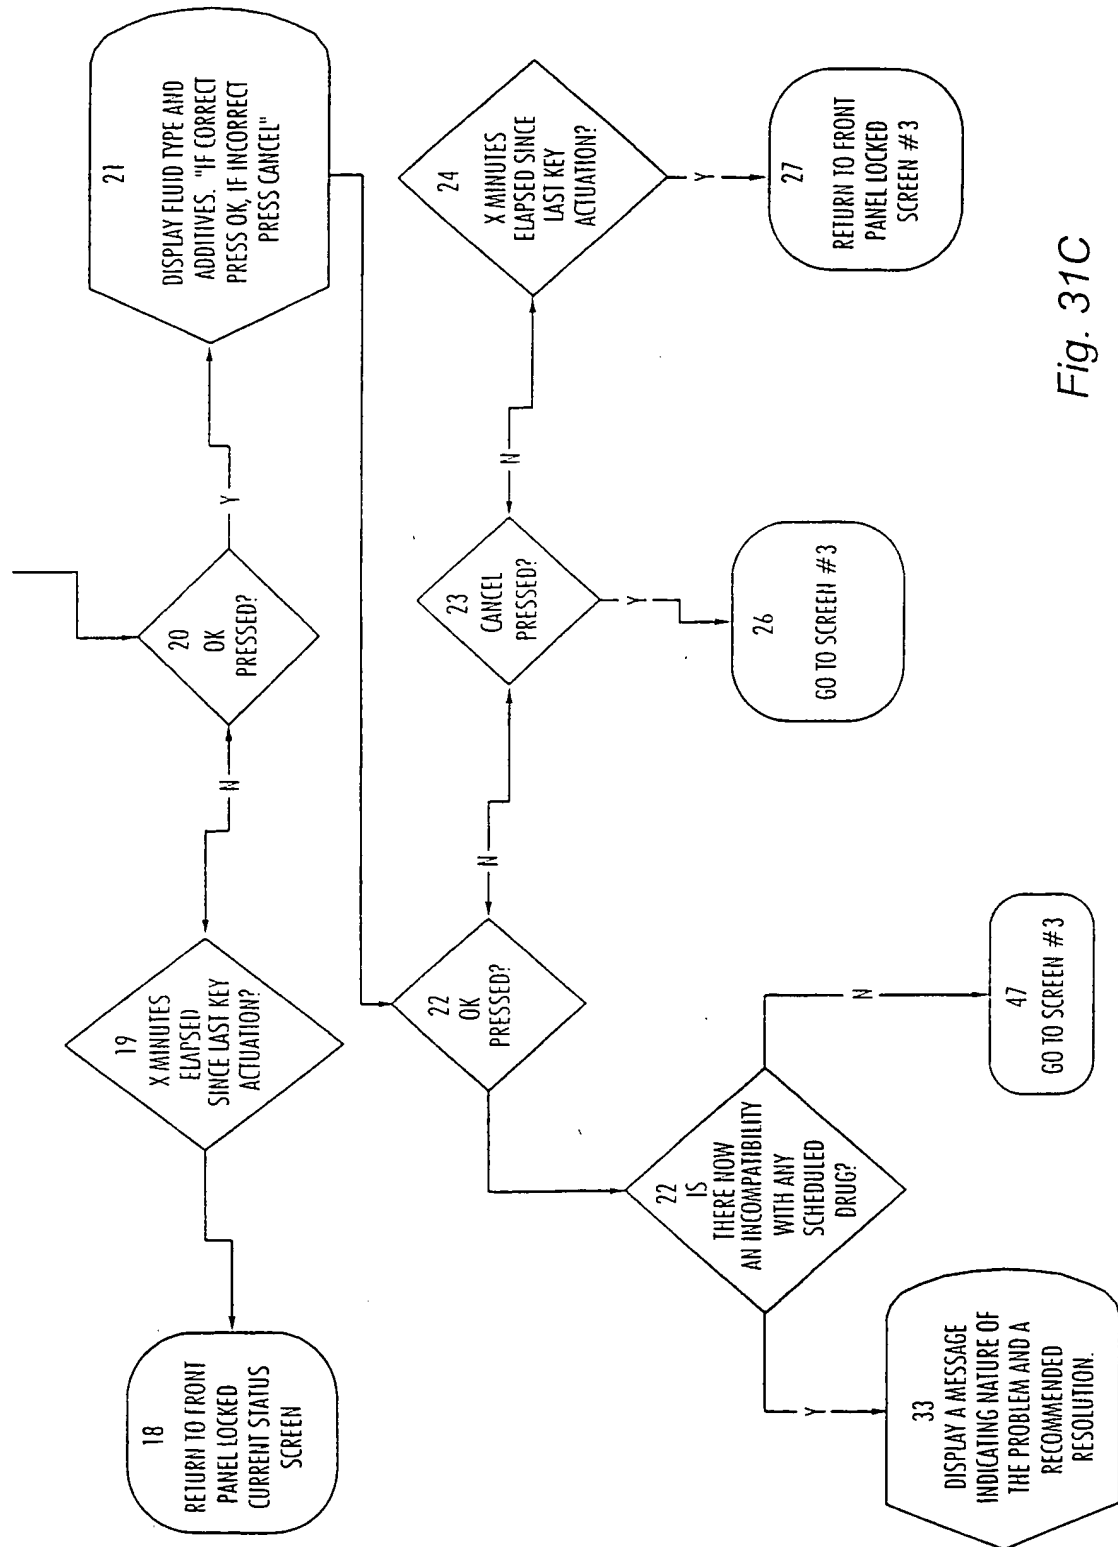 18
RETURN TO FRONT
PANEL LOCKED
CURRENT STATUS
SCREEN
19
X MINUTES
ELAPSED
SINCE LAST KEY
ACTUATION?
N
20
OK
PRESSED?
Y
21
DISPLAY FLUID TYPE AND
ADDITIVES. "IF CORRECT
PRESS OK, IF INCORRECT
PRESS CANCEL"
22
OK
PRESSED?
N
23
CANCEL
PRESSED?
N
24
X MINUTES
ELAPSED SINCE
LAST KEY
ACTUATION?
Y
Y
26
GO TO SCREEN #3
27
RETURN TO FRONT
PANEL LOCKED
SCREEN #3
22
IS
THERE NOW
AN INCOMPATIBILITY
WITH ANY
SCHEDULED
DRUG?
Y
N
33
DISPLAY A MESSAGE
INDICATING NATURE OF
THE PROBLEM AND A
RECOMMENDED
RESOLUTION.
47
GO TO SCREEN #3
Fig. 31C